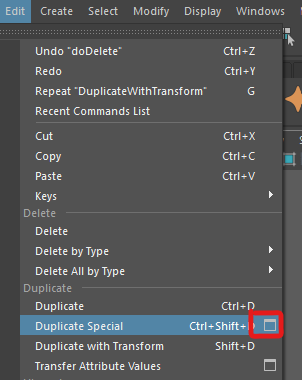 Edit Create Select Modify Display Windows
Undo "doDelete" Ctrl+Z
Redo Ctrl+Y
Repeat "DuplicateWithTransform" G
Recent Commands List
Cut Ctrl+X
Copy Ctrl+C
Paste Ctrl+V
Keys
Delete
Delete
Delete by Type
Delete All by Type
Duplicate
Duplicate Ctrl+D
Duplicate Special Ctrl+Shift+D
Duplicate with Transform Shift+D
Transfer Attribute Values